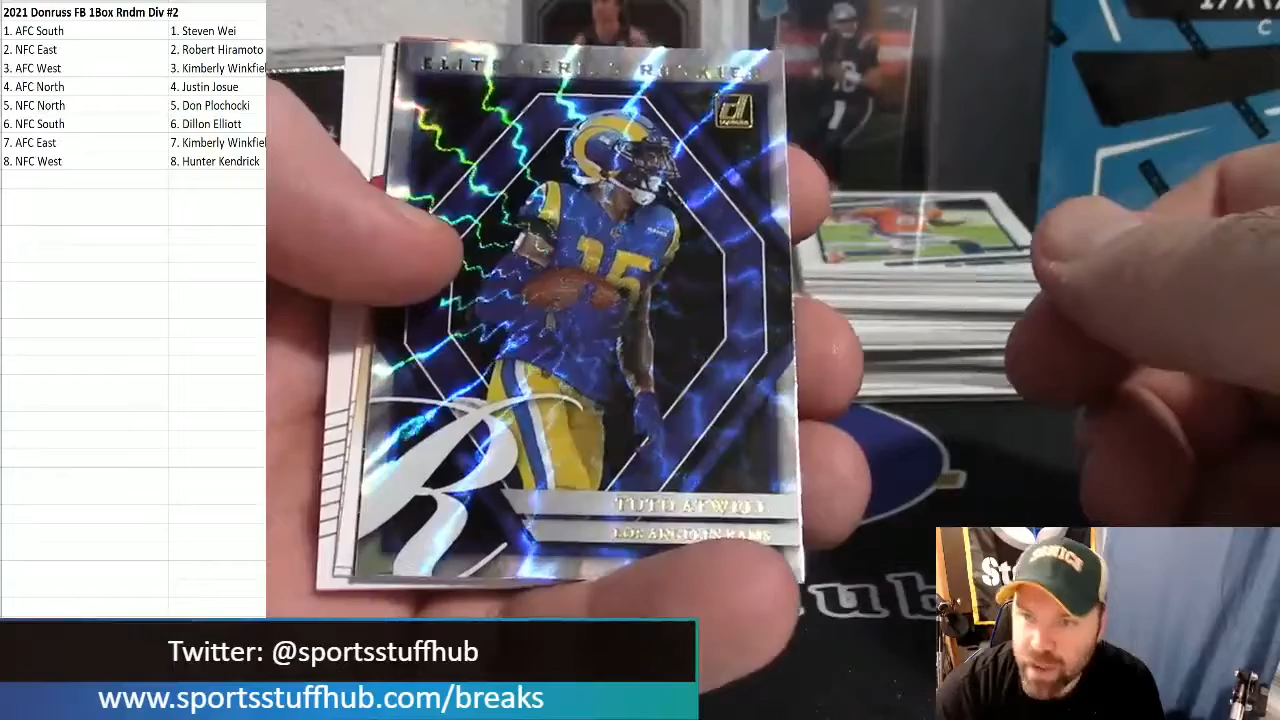 2021 Donruss FB 1Box Rndm Div #2
1. AFC South 1. Steven Wei
2. NFC East 2. Robert Hiramoto
3. AFC West 3. Kimberly Winkfiel
4. AFC North 4. Justin Josue
5. NFC North 5. Don Plochocki
6. NFC South 6. Dillon Elliott
7. AFC East 7. Kimberly Winkfiel
8. NFC West 8. Hunter Kendrick
ELITE SERIES ROOKIES
15
R
TUTU ATWELL
LOS ANGELES RAMS
Twitter: @sportsstuffhub
www.sportsstuffhub.com/breaks